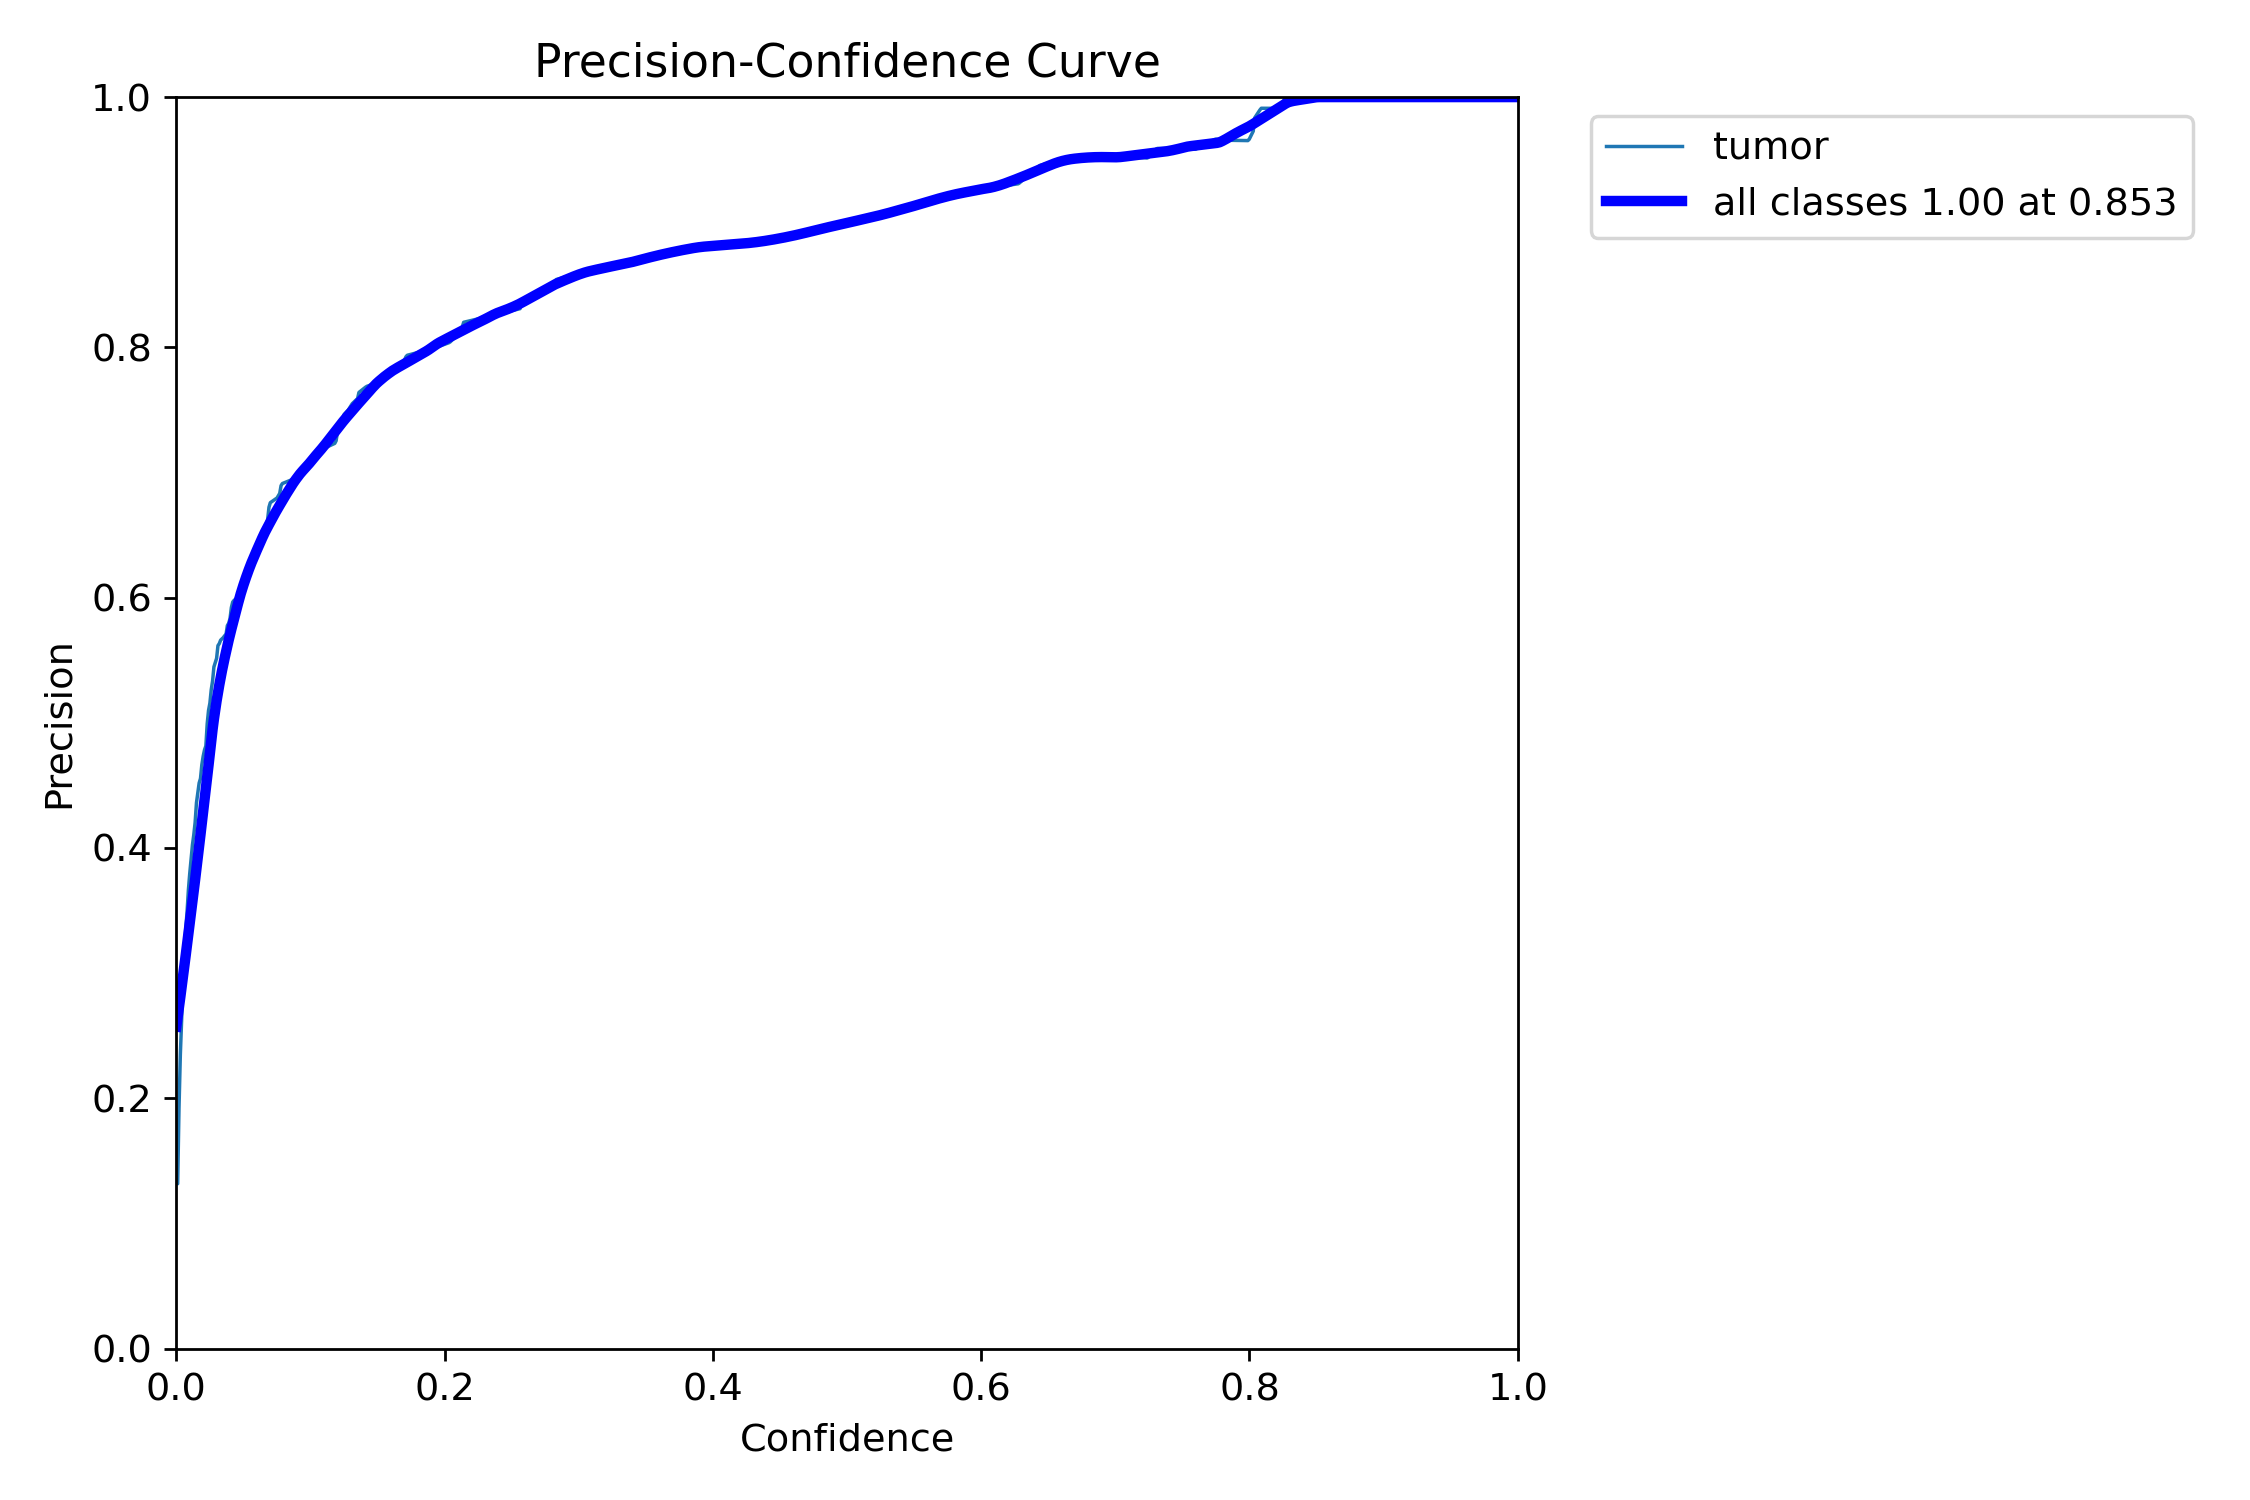 Precision-Confidence Curve
1.0
0.8
0.6
0.4
0.2
0.0
Precision
0.0 0.2 0.4 0.6 0.8 1.0
Confidence
tumor
all classes 1.00 at 0.853